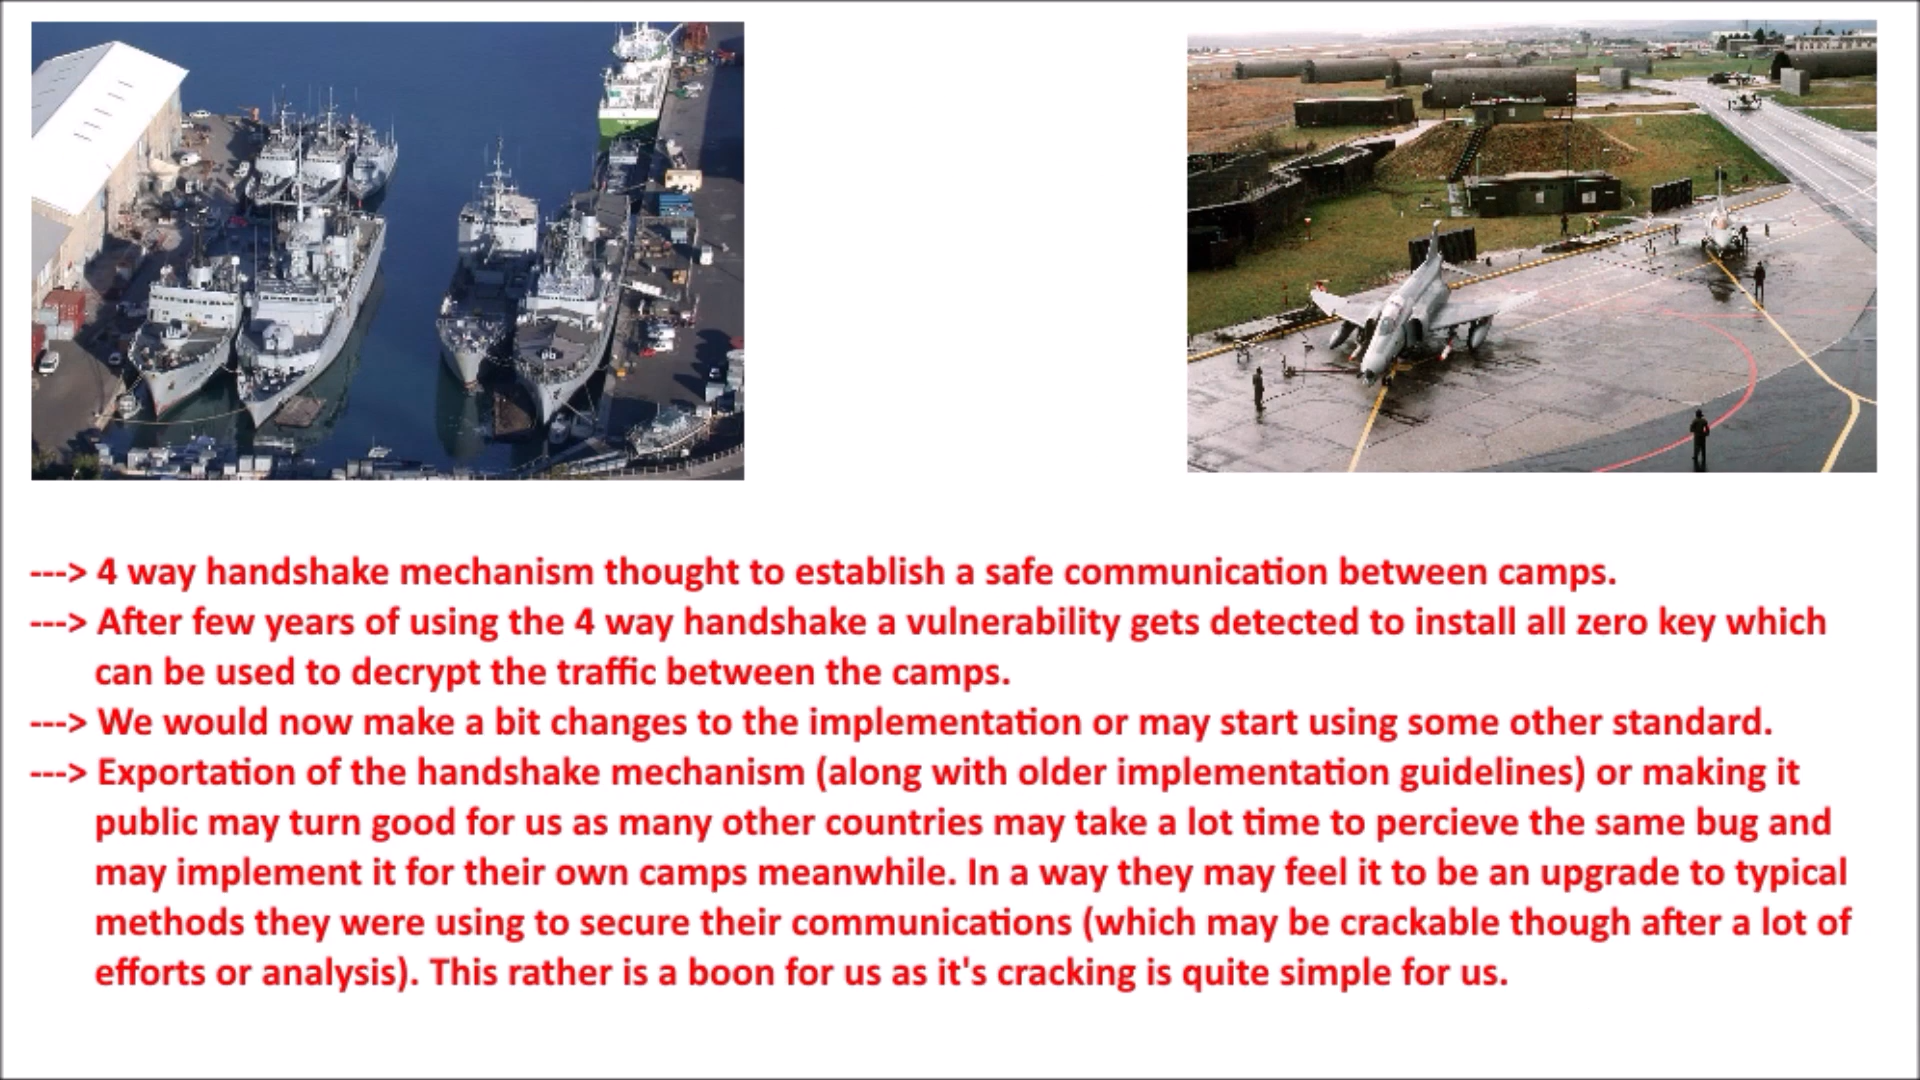 ---> 4 way handshake mechanism thought to establish a safe communication between camps.
---> After few years of using the 4 way handshake a vulnerability gets detected to install all zero key which
can be used to decrypt the traffic between the camps.
---> We would now make a bit changes to the implementation or may start using some other standard.
---> Exportation of the handshake mechanism (along with older implementation guidelines) or making it
public may turn good for us as many other countries may take a lot time to percieve the same bug and
may implement it for their own camps meanwhile. In a way they may feel it to be an upgrade to typical
methods they were using to secure their communications (which may be crackable though after a lot of
efforts or analysis). This rather is a boon for us as it's cracking is quite simple for us.